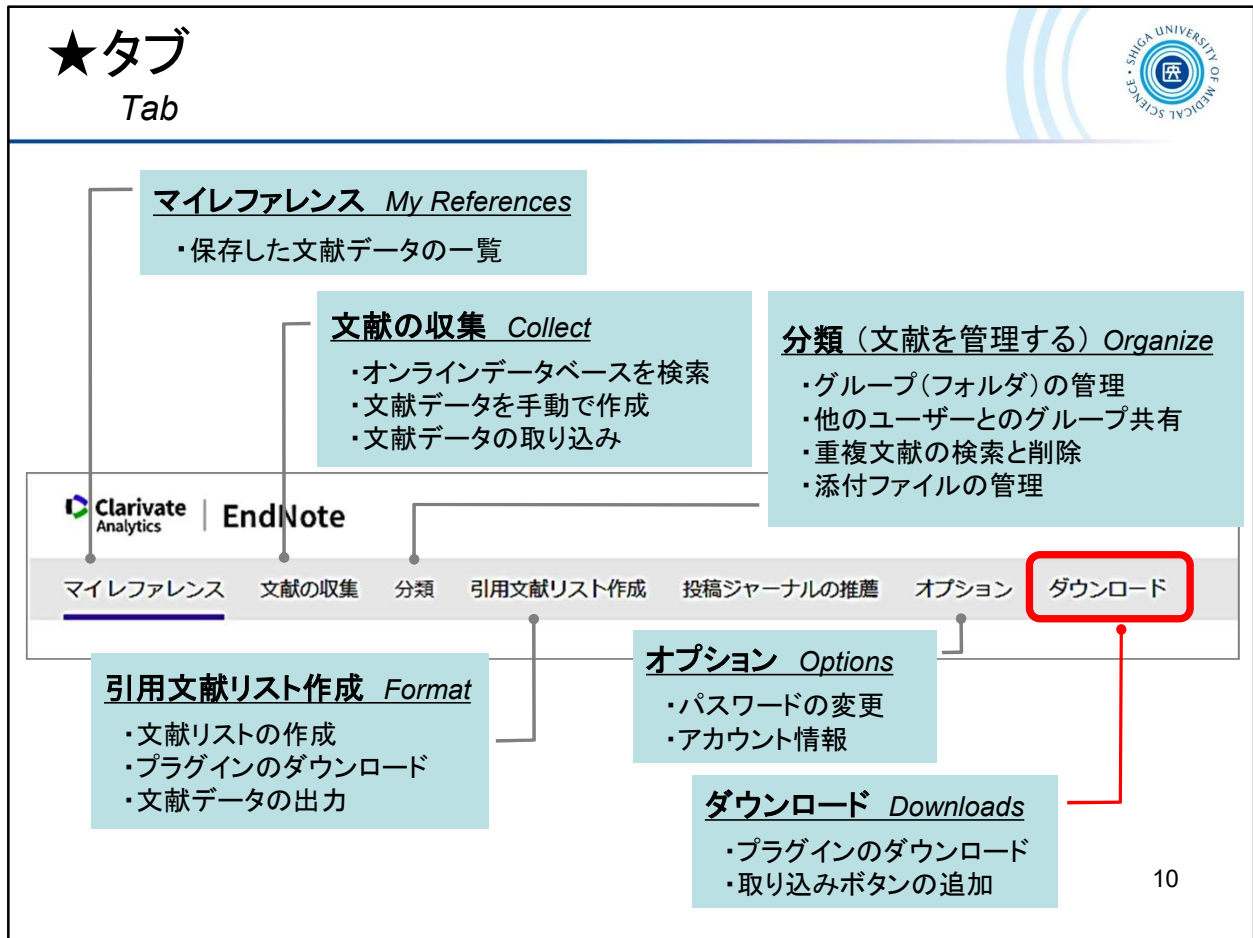 ★タブ
Tab
SHIGA UNIVERSITY OF MEDICAL SCIENCE
医
マイレファレンス My References
・保存した文献データの一覧
文献の収集 Collect
・オンラインデータベースを検索
・文献データを手動で作成
・文献データの取り込み
分類（文献を管理する） Organize
・グループ（フォルダ）の管理
・他のユーザーとのグループ共有
・重複文献の検索と削除
・添付ファイルの管理
Clarivate Analytics | EndNote
マイレファレンス 文献の収集 分類 引用文献リスト作成 投稿ジャーナルの推薦 オプション ダウンロード
引用文献リスト作成 Format
・文献リストの作成
・プラグインのダウンロード
・文献データの出力
オプション Options
・パスワードの変更
・アカウント情報
ダウンロード Downloads
・プラグインのダウンロード
・取り込みボタンの追加
10